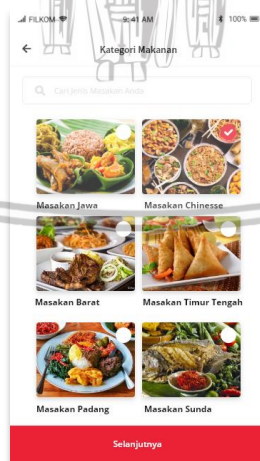 FILKOM 9:41 AM 100%
Kategori Makanan
Cari Jenis Masakan Anda
Masakan Jawa Masakan Chinesse
Masakan Barat Masakan Timur Tengah
Masakan Padang Masakan Sunda
Selanjutnya